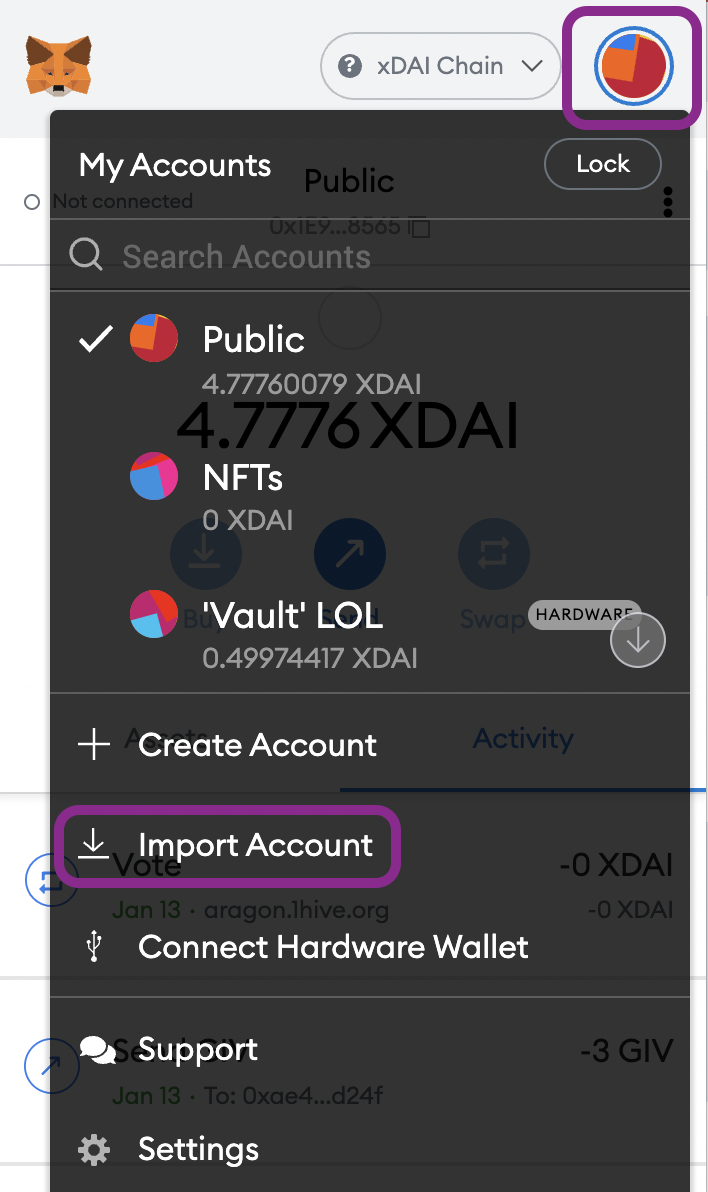 xDAI Chain
My Accounts
Lock
Public
Not connected
0x1E9...8565
Search Accounts
Public
4.77760079 XDAI
4.7776 XDAI
NFTs
0 XDAI
'Vault' LOL
HARDWARE
Buy
Send
Swap
0.49974417 XDAI
Assets
Activity
Create Account
Import Account
Vote
-0 XDAI
Jan 13 · aragon.1hive.org
-0 XDAI
Connect Hardware Wallet
Support
Send GIV
-3 GIV
Jan 13 · To: 0xae4...d24f
Settings